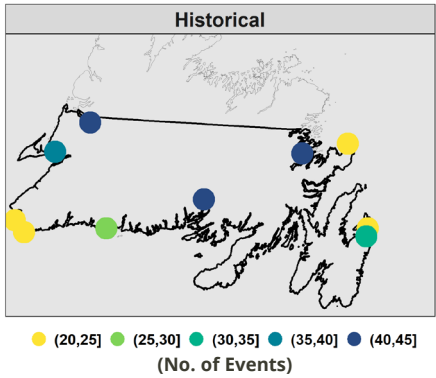 Historical
(20,25] (25,30] (30,35] (35,40] (40,45]
(No. of Events)